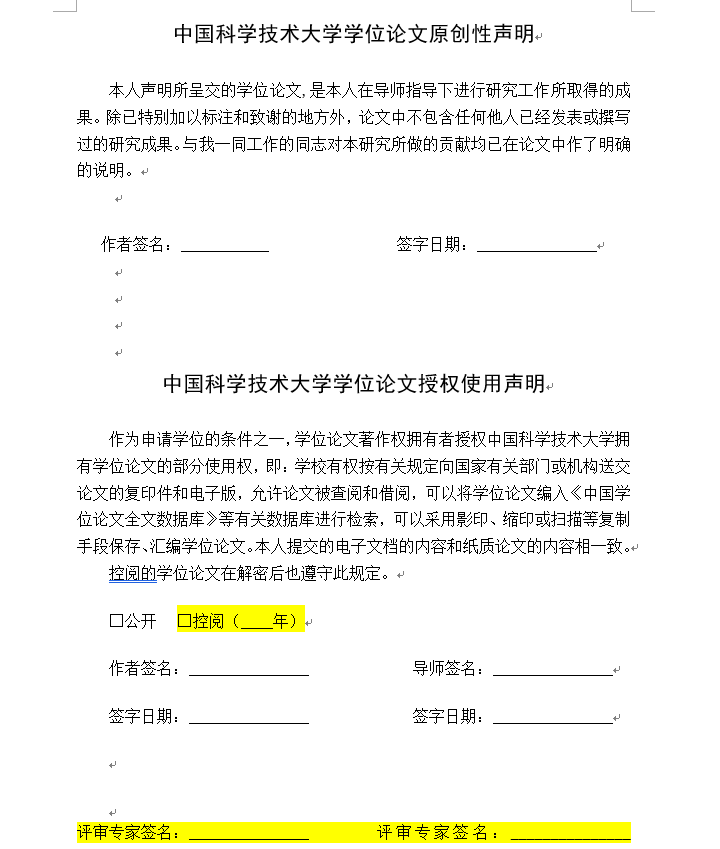 中国科学技术大学学位论文原创性声明
本人声明所呈交的学位论文,是本人在导师指导下进行研究工作所取得的成
果。除已特别加以标注和致谢的地方外，论文中不包含任何他人已经发表或撰写
过的研究成果。与我一同工作的同志对本研究所做的贡献均已在论文中作了明确
的说明。
作者签名：___________ 签字日期：_______________
中国科学技术大学学位论文授权使用声明
作为申请学位的条件之一，学位论文著作权拥有者授权中国科学技术大学拥
有学位论文的部分使用权，即：学校有权按有关规定向国家有关部门或机构送交
论文的复印件和电子版，允许论文被查阅和借阅，可以将学位论文编入《中国学
位论文全文数据库》等有关数据库进行检索，可以采用影印、缩印或扫描等复制
手段保存、汇编学位论文。本人提交的电子文档的内容和纸质论文的内容相一致。
控阅的学位论文在解密后也遵守此规定。
□公开 □控阅（____年）
作者签名：_______________ 导师签名：_______________
签字日期：_______________ 签字日期：_______________
评审专家签名：_______________ 评审专家签名：_______________